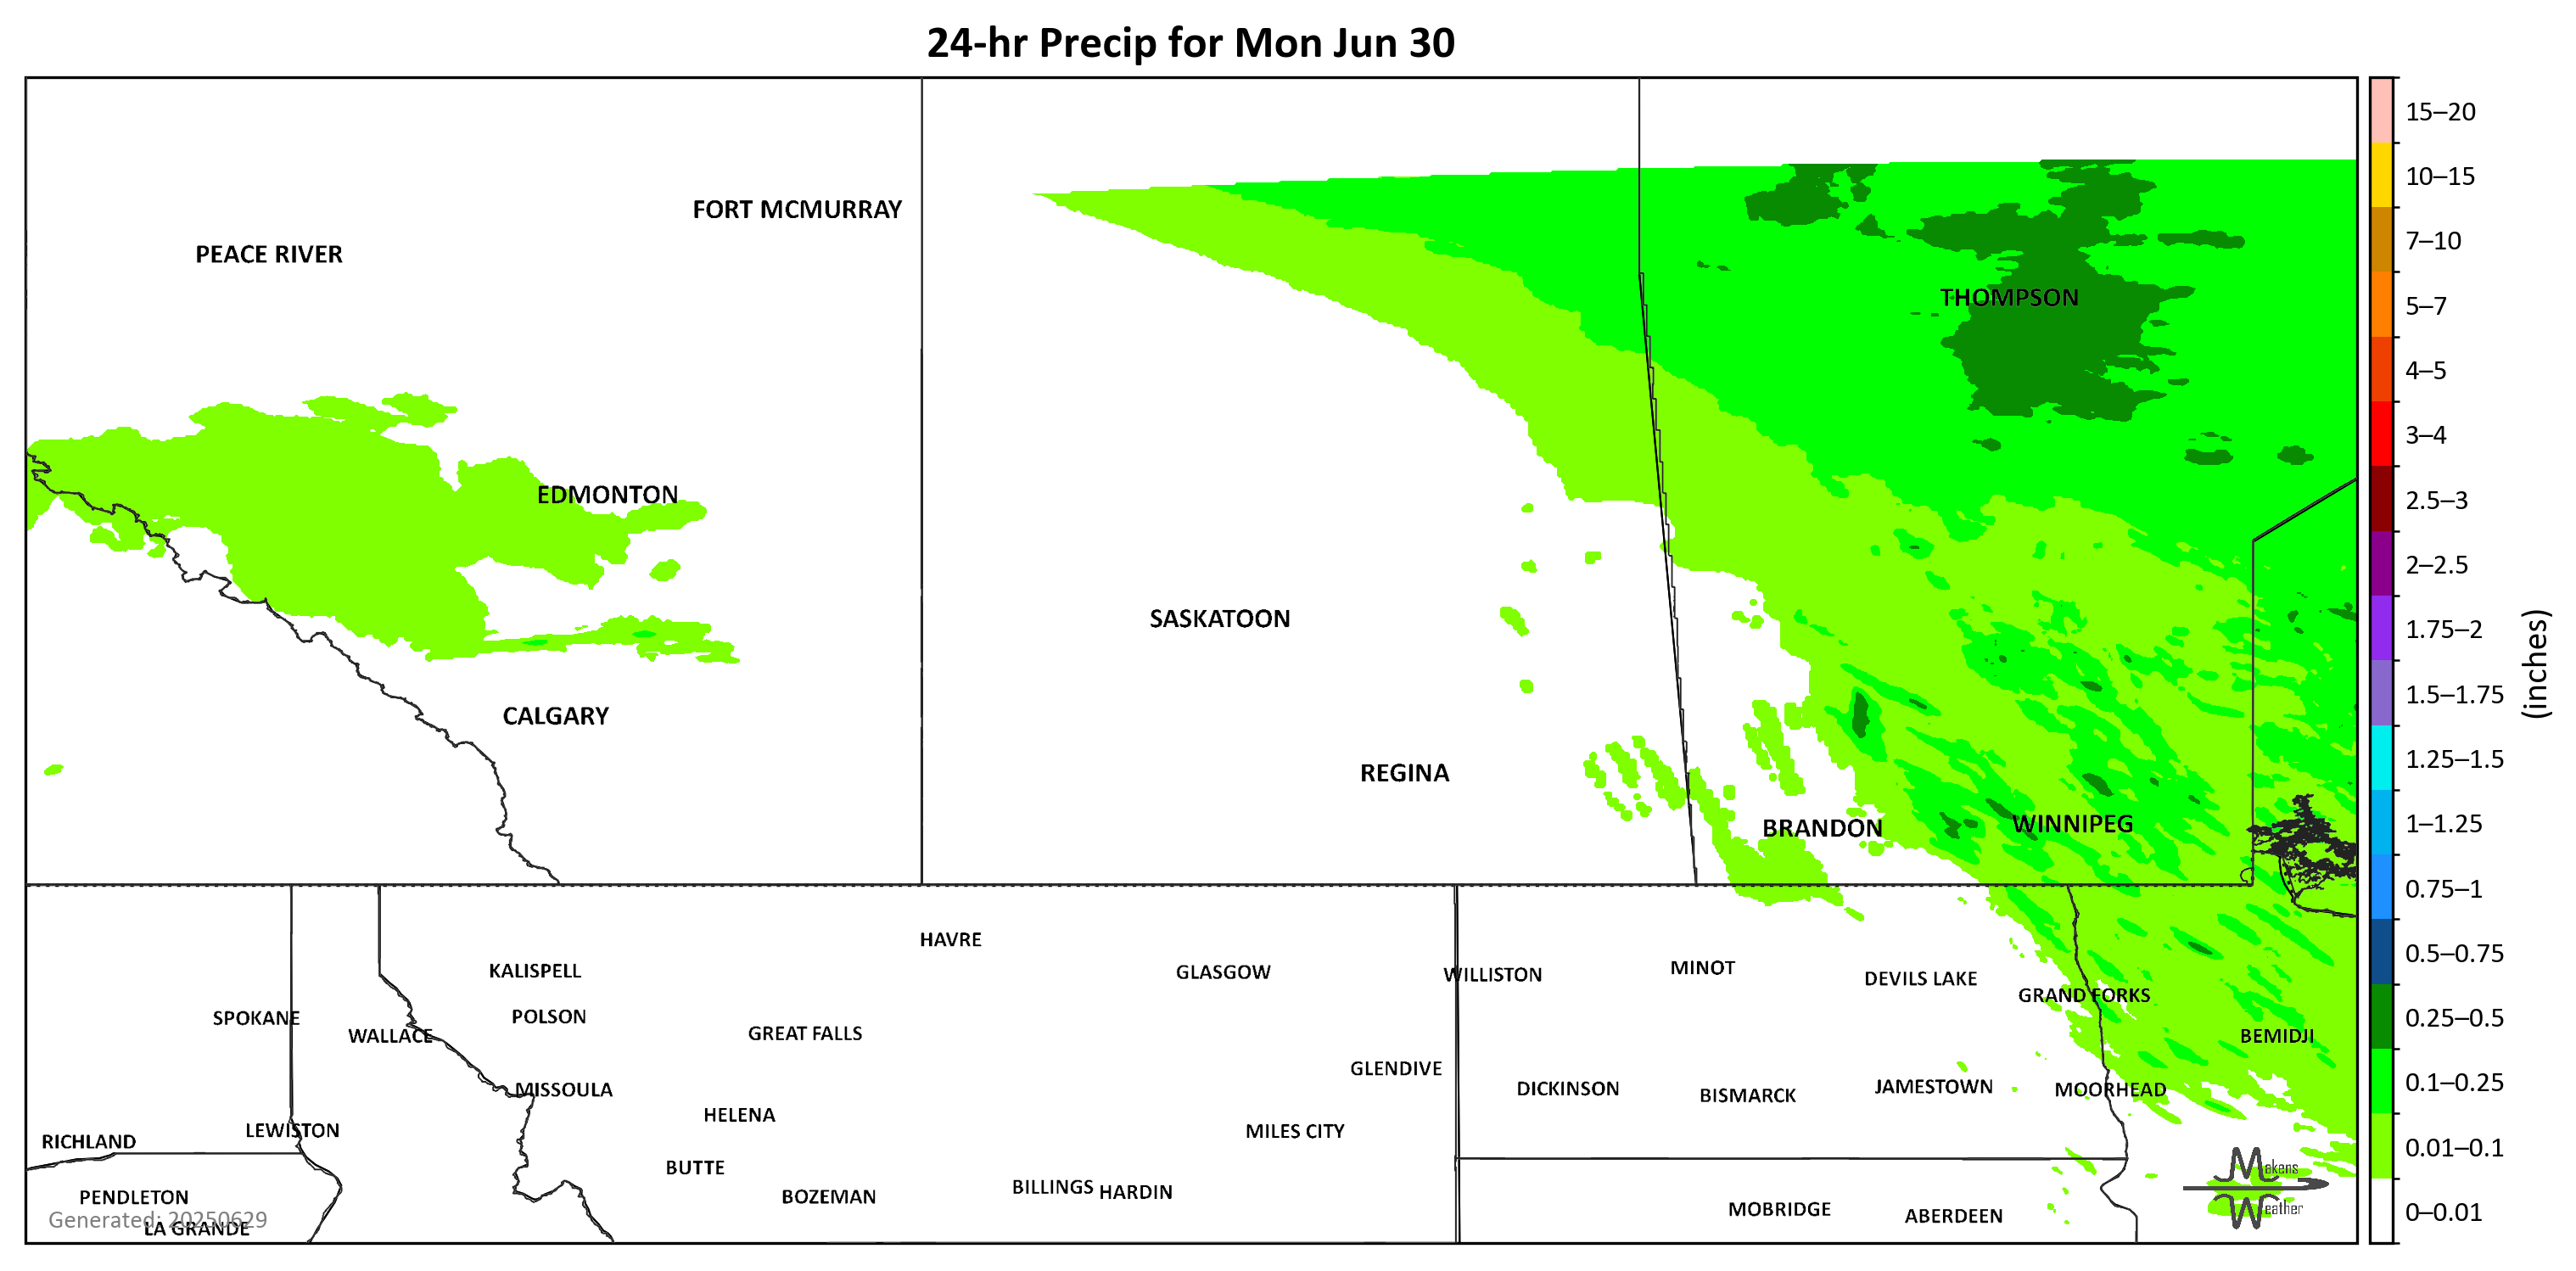 24-hr Precip for Mon Jun 30
FORT MCMURRAY
PEACE RIVER
THOMPSON
EDMONTON
SASKATOON
CALGARY
REGINA
BRANDON
WINNIPEG
HAVRE
KALISPELL
GLASGOW
WILLISTON
MINOT
DEVILS LAKE
GRAND FORKS
SPOKANE
POLSON
WALLACE
GREAT FALLS
BEMIDJI
GLENDIVE
MISSOULA
DICKINSON
BISMARCK
JAMESTOWN
MOORHEAD
HELENA
LEWISTON
MILES CITY
RICHLAND
BUTTE
PENDLETON
BOZEMAN
BILLINGS
HARDIN
MOBRIDGE
ABERDEEN
Generated: 20250629
LA GRANDE
Makens
Weather
15–20
10–15
7–10
5–7
4–5
3–4
2.5–3
2–2.5
1.75–2
1.5–1.75
1.25–1.5
1–1.25
0.75–1
0.5–0.75
0.25–0.5
0.1–0.25
0.01–0.1
0–0.01
(inches)